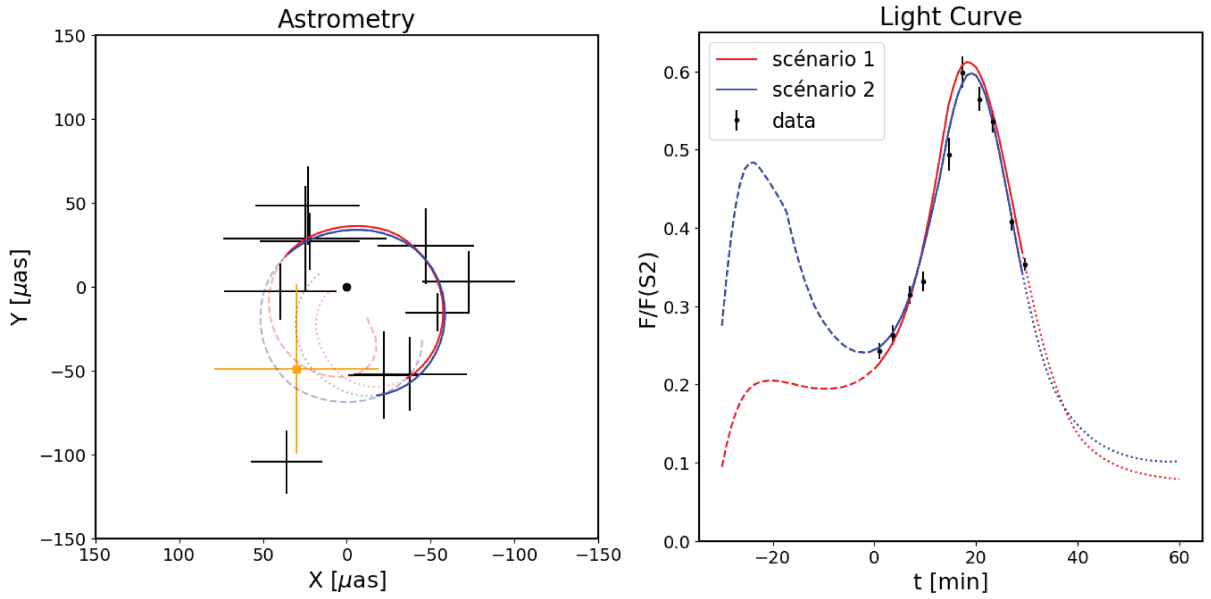 Astrometry
150
100
50
0
−50
−100
−150
150
100
50
0
−50
−100
−150
Y [μas]
X [μas]
Light Curve
scénario 1
scénario 2
data
0.6
0.5
0.4
0.3
0.2
0.1
0.0
−20
0
20
40
60
F/F(S2)
t [min]